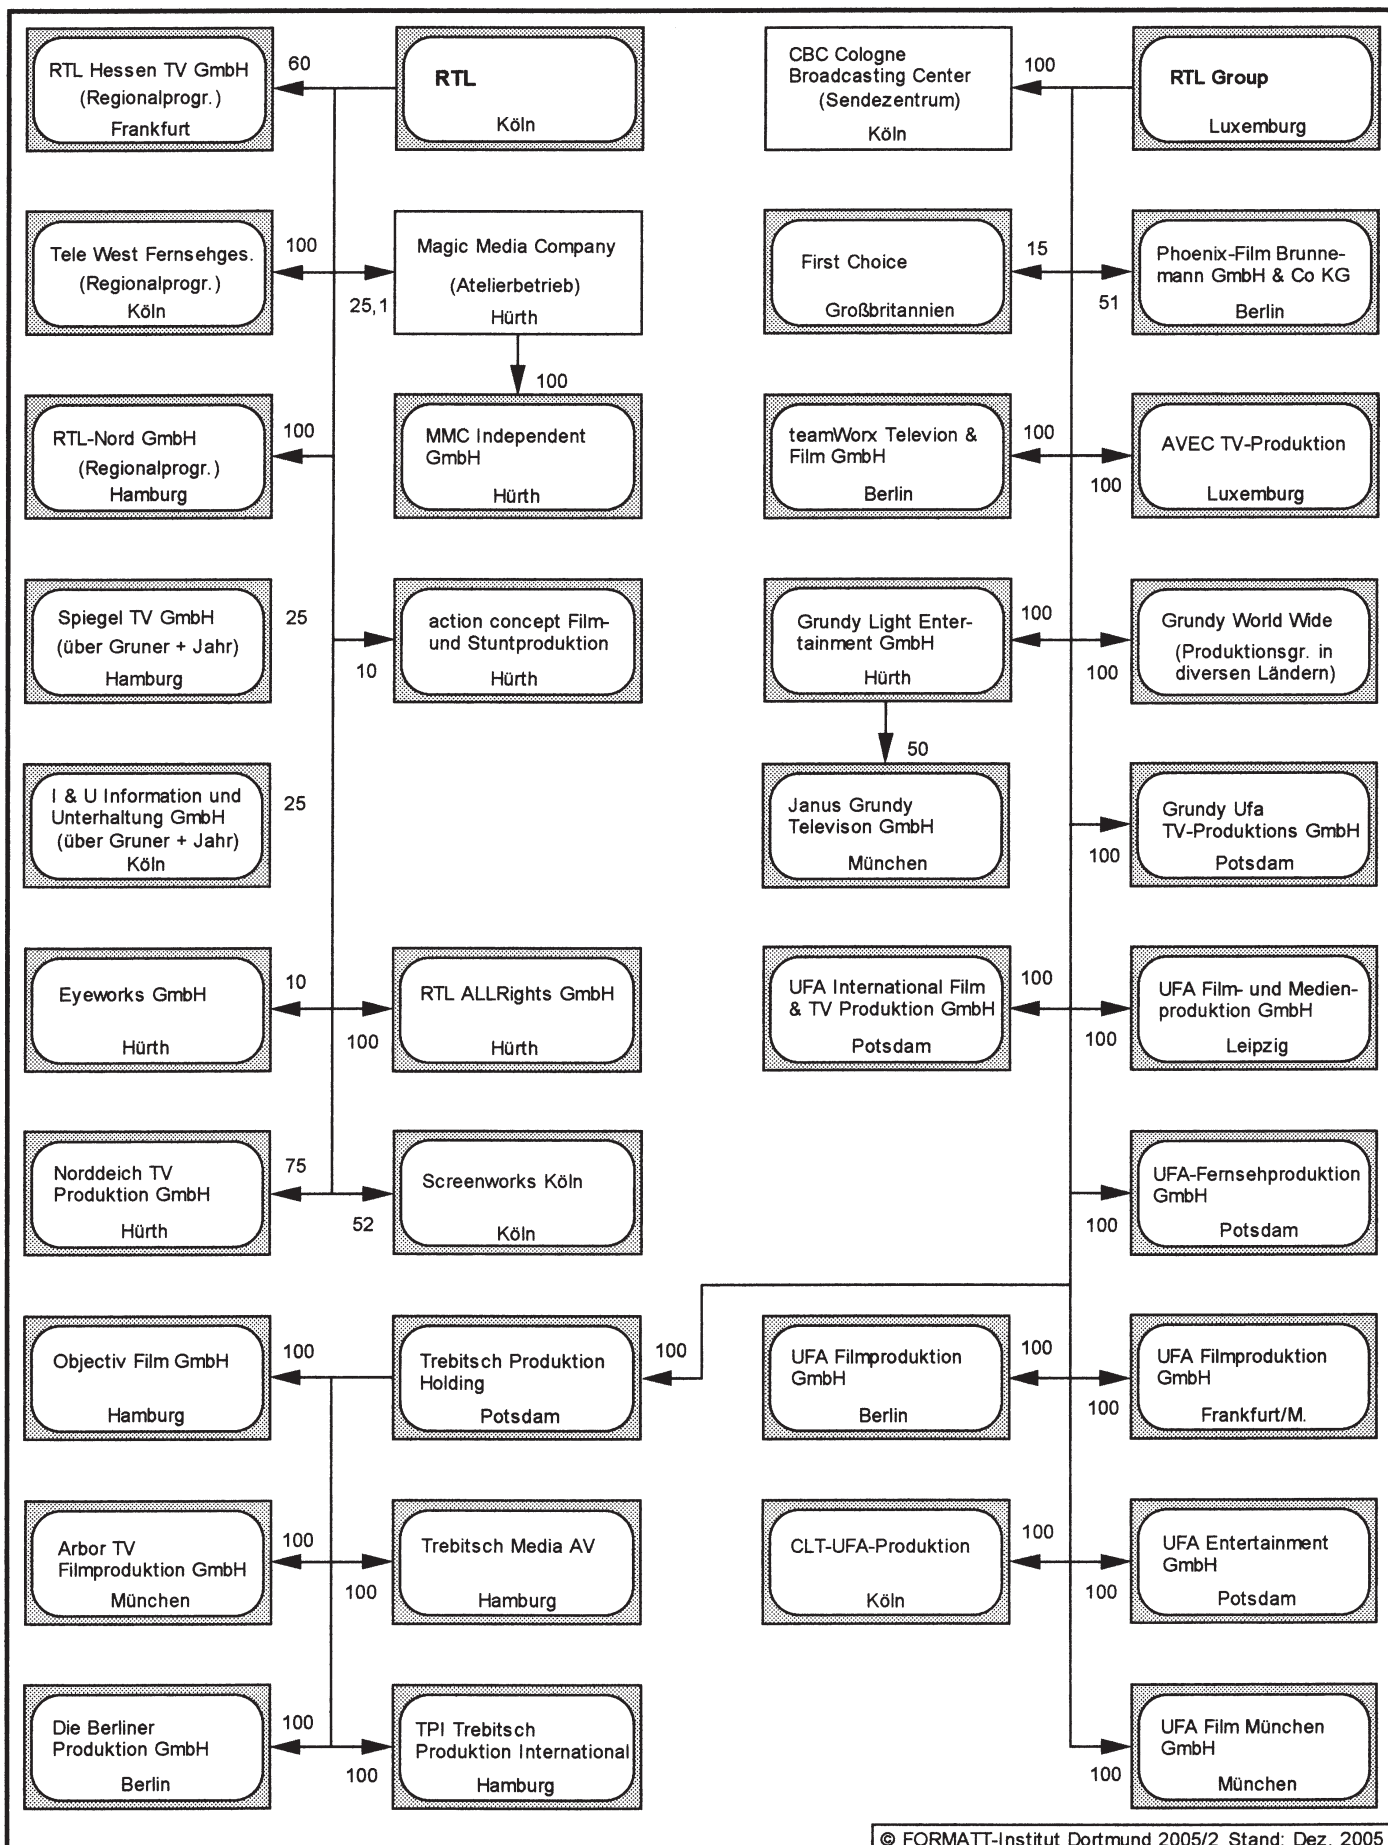 RTL Hessen TV GmbH
(Regionalprogr.)
Frankfurt
60
RTL
Köln
CBC Cologne
Broadcasting Center
(Sendezentrum)
Köln
100
RTL Group
Luxemburg
Tele West Fernsehges.
(Regionalprogr.)
Köln
100
25,1
Magic Media Company
(Atelierbetrieb)
Hürth
First Choice
Großbritannien
15
51
Phoenix-Film Brunne-
mann GmbH & Co KG
Berlin
RTL-Nord GmbH
(Regionalprogr.)
Hamburg
100
100
MMC Independent
GmbH
Hürth
teamWorx Televion &
Film GmbH
Berlin
100
100
AVEC TV-Produktion
Luxemburg
Spiegel TV GmbH
(über Gruner + Jahr)
Hamburg
25
10
action concept Film-
und Stuntproduktion
Hürth
Grundy Light Enter-
tainment GmbH
Hürth
100
100
Grundy World Wide
(Produktionsgr. in
diversen Ländern)
I & U Information und
Unterhaltung GmbH
(über Gruner + Jahr)
Köln
25
50
Janus Grundy
Televison GmbH
München
100
Grundy Ufa
TV-Produktions GmbH
Potsdam
Eyeworks GmbH
Hürth
10
100
RTL ALLRights GmbH
Hürth
UFA International Film
& TV Produktion GmbH
Potsdam
100
100
UFA Film- und Medien-
produktion GmbH
Leipzig
Norddeich TV
Produktion GmbH
Hürth
75
52
Screenworks Köln
Köln
100
UFA-Fernsehproduktion
GmbH
Potsdam
Objectiv Film GmbH
Hamburg
100
Trebitsch Produktion
Holding
Potsdam
100
UFA Filmproduktion
GmbH
Berlin
100
100
UFA Filmproduktion
GmbH
Frankfurt/M.
Arbor TV
Filmproduktion GmbH
München
100
100
Trebitsch Media AV
Hamburg
CLT-UFA-Produktion
Köln
100
100
UFA Entertainment
GmbH
Potsdam
Die Berliner
Produktion GmbH
Berlin
100
100
TPI Trebitsch
Produktion International
Hamburg
100
UFA Film München
GmbH
München
© FORMATT-Institut Dortmund 2005/2 Stand: Dez. 2005